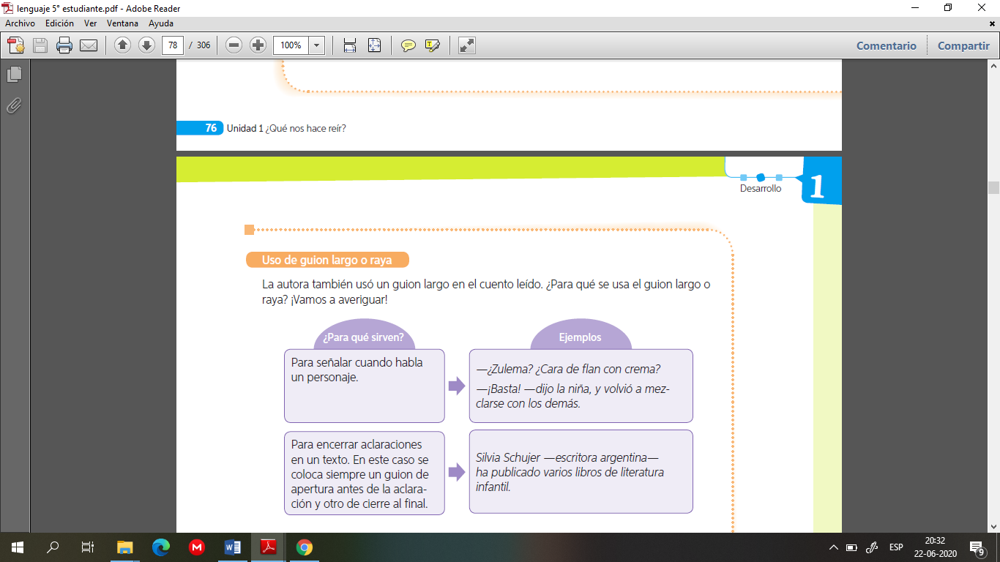 lenguaje 5° estudiante.pdf - Adobe Reader
Archivo Edición Ver Ventana Ayuda
78 / 306 100% Comentario Compartir
76 Unidad 1 ¿Qué nos hace reír?
1
Desarrollo
Uso de guion largo o raya
La autora también usó un guion largo en el cuento leído. ¿Para qué se usa el guion largo o
raya? ¡Vamos a averiguar!
¿Para qué sirven?
Ejemplos
Para señalar cuando habla
un personaje.
—¿Zulema? ¿Cara de flan con crema?
—¡Basta! —dijo la niña, y volvió a mez-
clarse con los demás.
Para encerrar aclaraciones
en un texto. En este caso se
coloca siempre un guion de
apertura antes de la aclara-
ción y otro de cierre al final.
Silvia Schujer —escritora argentina—
ha publicado varios libros de literatura
infantil.
ESP
20:32
22-06-2020
9